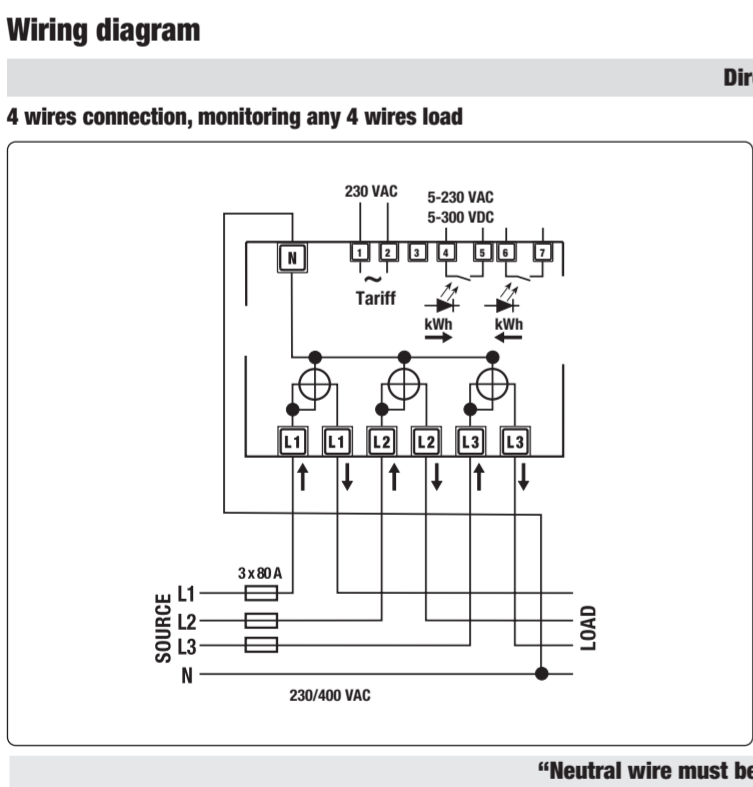 Wiring diagram
Dir
4 wires connection, monitoring any 4 wires load
230 VAC
5-230 VAC
5-300 VDC
N
1 2 3 4 5 6 7
~
Tariff
kWh kWh
L1 L1 L2 L2 L3 L3
3 x 80 A
SOURCE
L1
L2
L3
N
LOAD
230/400 VAC
“Neutral wire must be